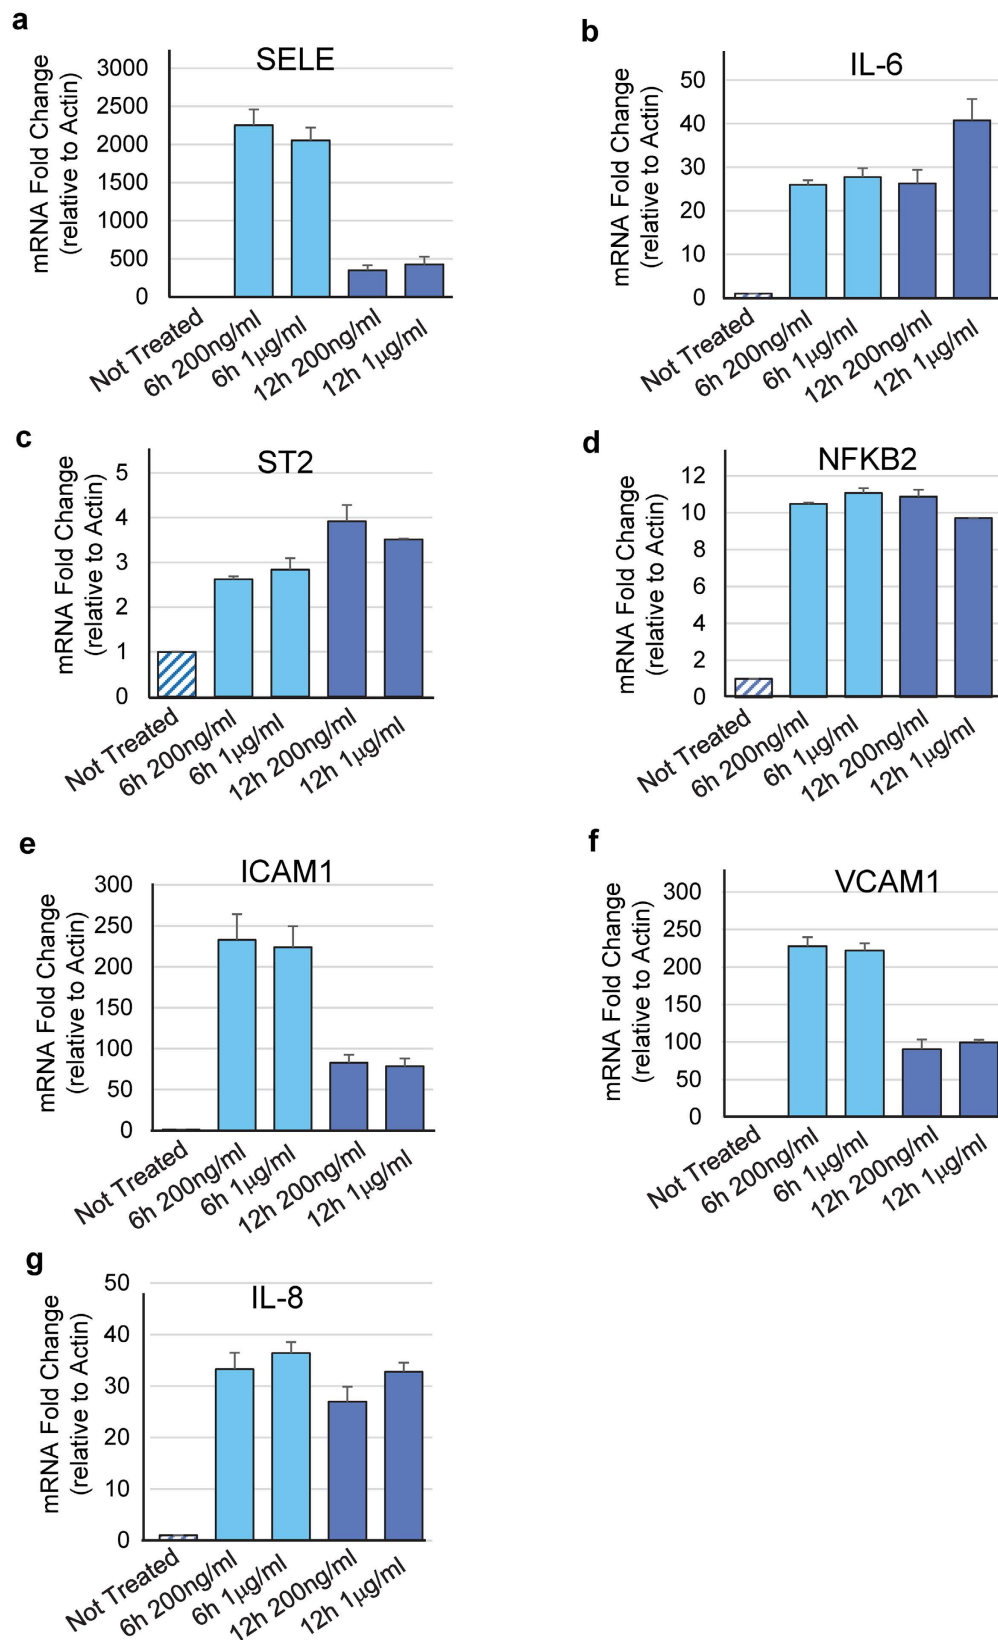 a
SELE
mRNA Fold Change
(relative to Actin)
3000
2500
2000
1500
1000
500
0
Not Treated
6h 200ng/ml
6h 1µg/ml
12h 200ng/ml
12h 1µg/ml
b
IL-6
mRNA Fold Change
(relative to Actin)
50
40
30
20
10
0
Not Treated
6h 200ng/ml
6h 1µg/ml
12h 200ng/ml
12h 1µg/ml
c
ST2
mRNA Fold Change
(relative to Actin)
5
4
3
2
1
0
Not Treated
6h 200ng/ml
6h 1µg/ml
12h 200ng/ml
12h 1µg/ml
d
NFKB2
mRNA Fold Change
(relative to Actin)
12
10
8
6
4
2
0
Not Treated
6h 200ng/ml
6h 1µg/ml
12h 200ng/ml
12h 1µg/ml
e
ICAM1
mRNA Fold Change
(relative to Actin)
300
250
200
150
100
50
0
Not Treated
6h 200ng/ml
6h 1µg/ml
12h 200ng/ml
12h 1µg/ml
f
VCAM1
mRNA Fold Change
(relative to Actin)
300
250
200
150
100
50
0
Not Treated
6h 200ng/ml
6h 1µg/ml
12h 200ng/ml
12h 1µg/ml
g
IL-8
mRNA Fold Change
(relative to Actin)
50
40
30
20
10
0
Not Treated
6h 200ng/ml
6h 1µg/ml
12h 200ng/ml
12h 1µg/ml